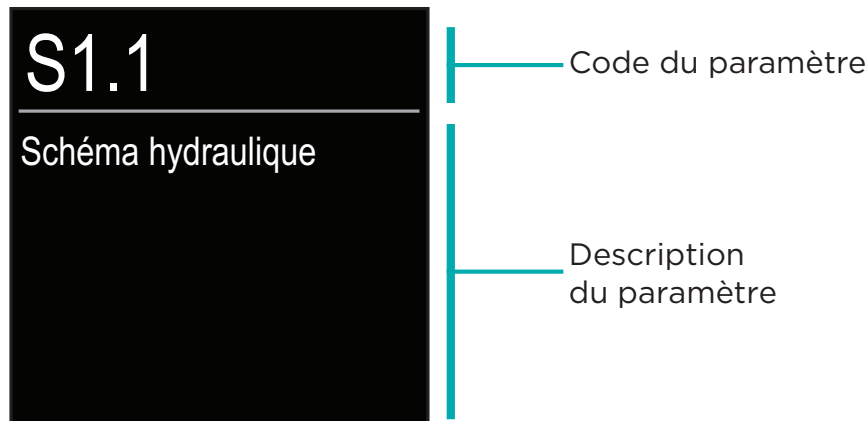 S1.1
Code du paramètre
Schéma hydraulique
Description
du paramètre